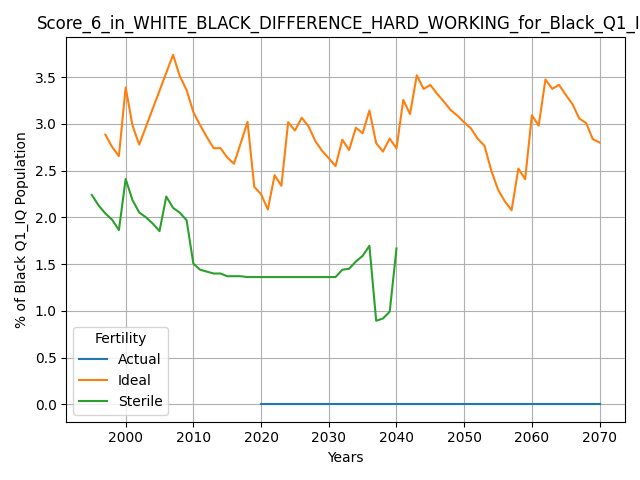 Score_6_in_WHITE_BLACK_DIFFERENCE_HARD_WORKING_for_Black_Q1_I
3.5
3.0
2.5
2.0
1.5
1.0
0.5
0.0
% of Black Q1_IQ Population
Fertility
Actual
Ideal
Sterile
2000 2010 2020 2030 2040 2050 2060 2070
Years